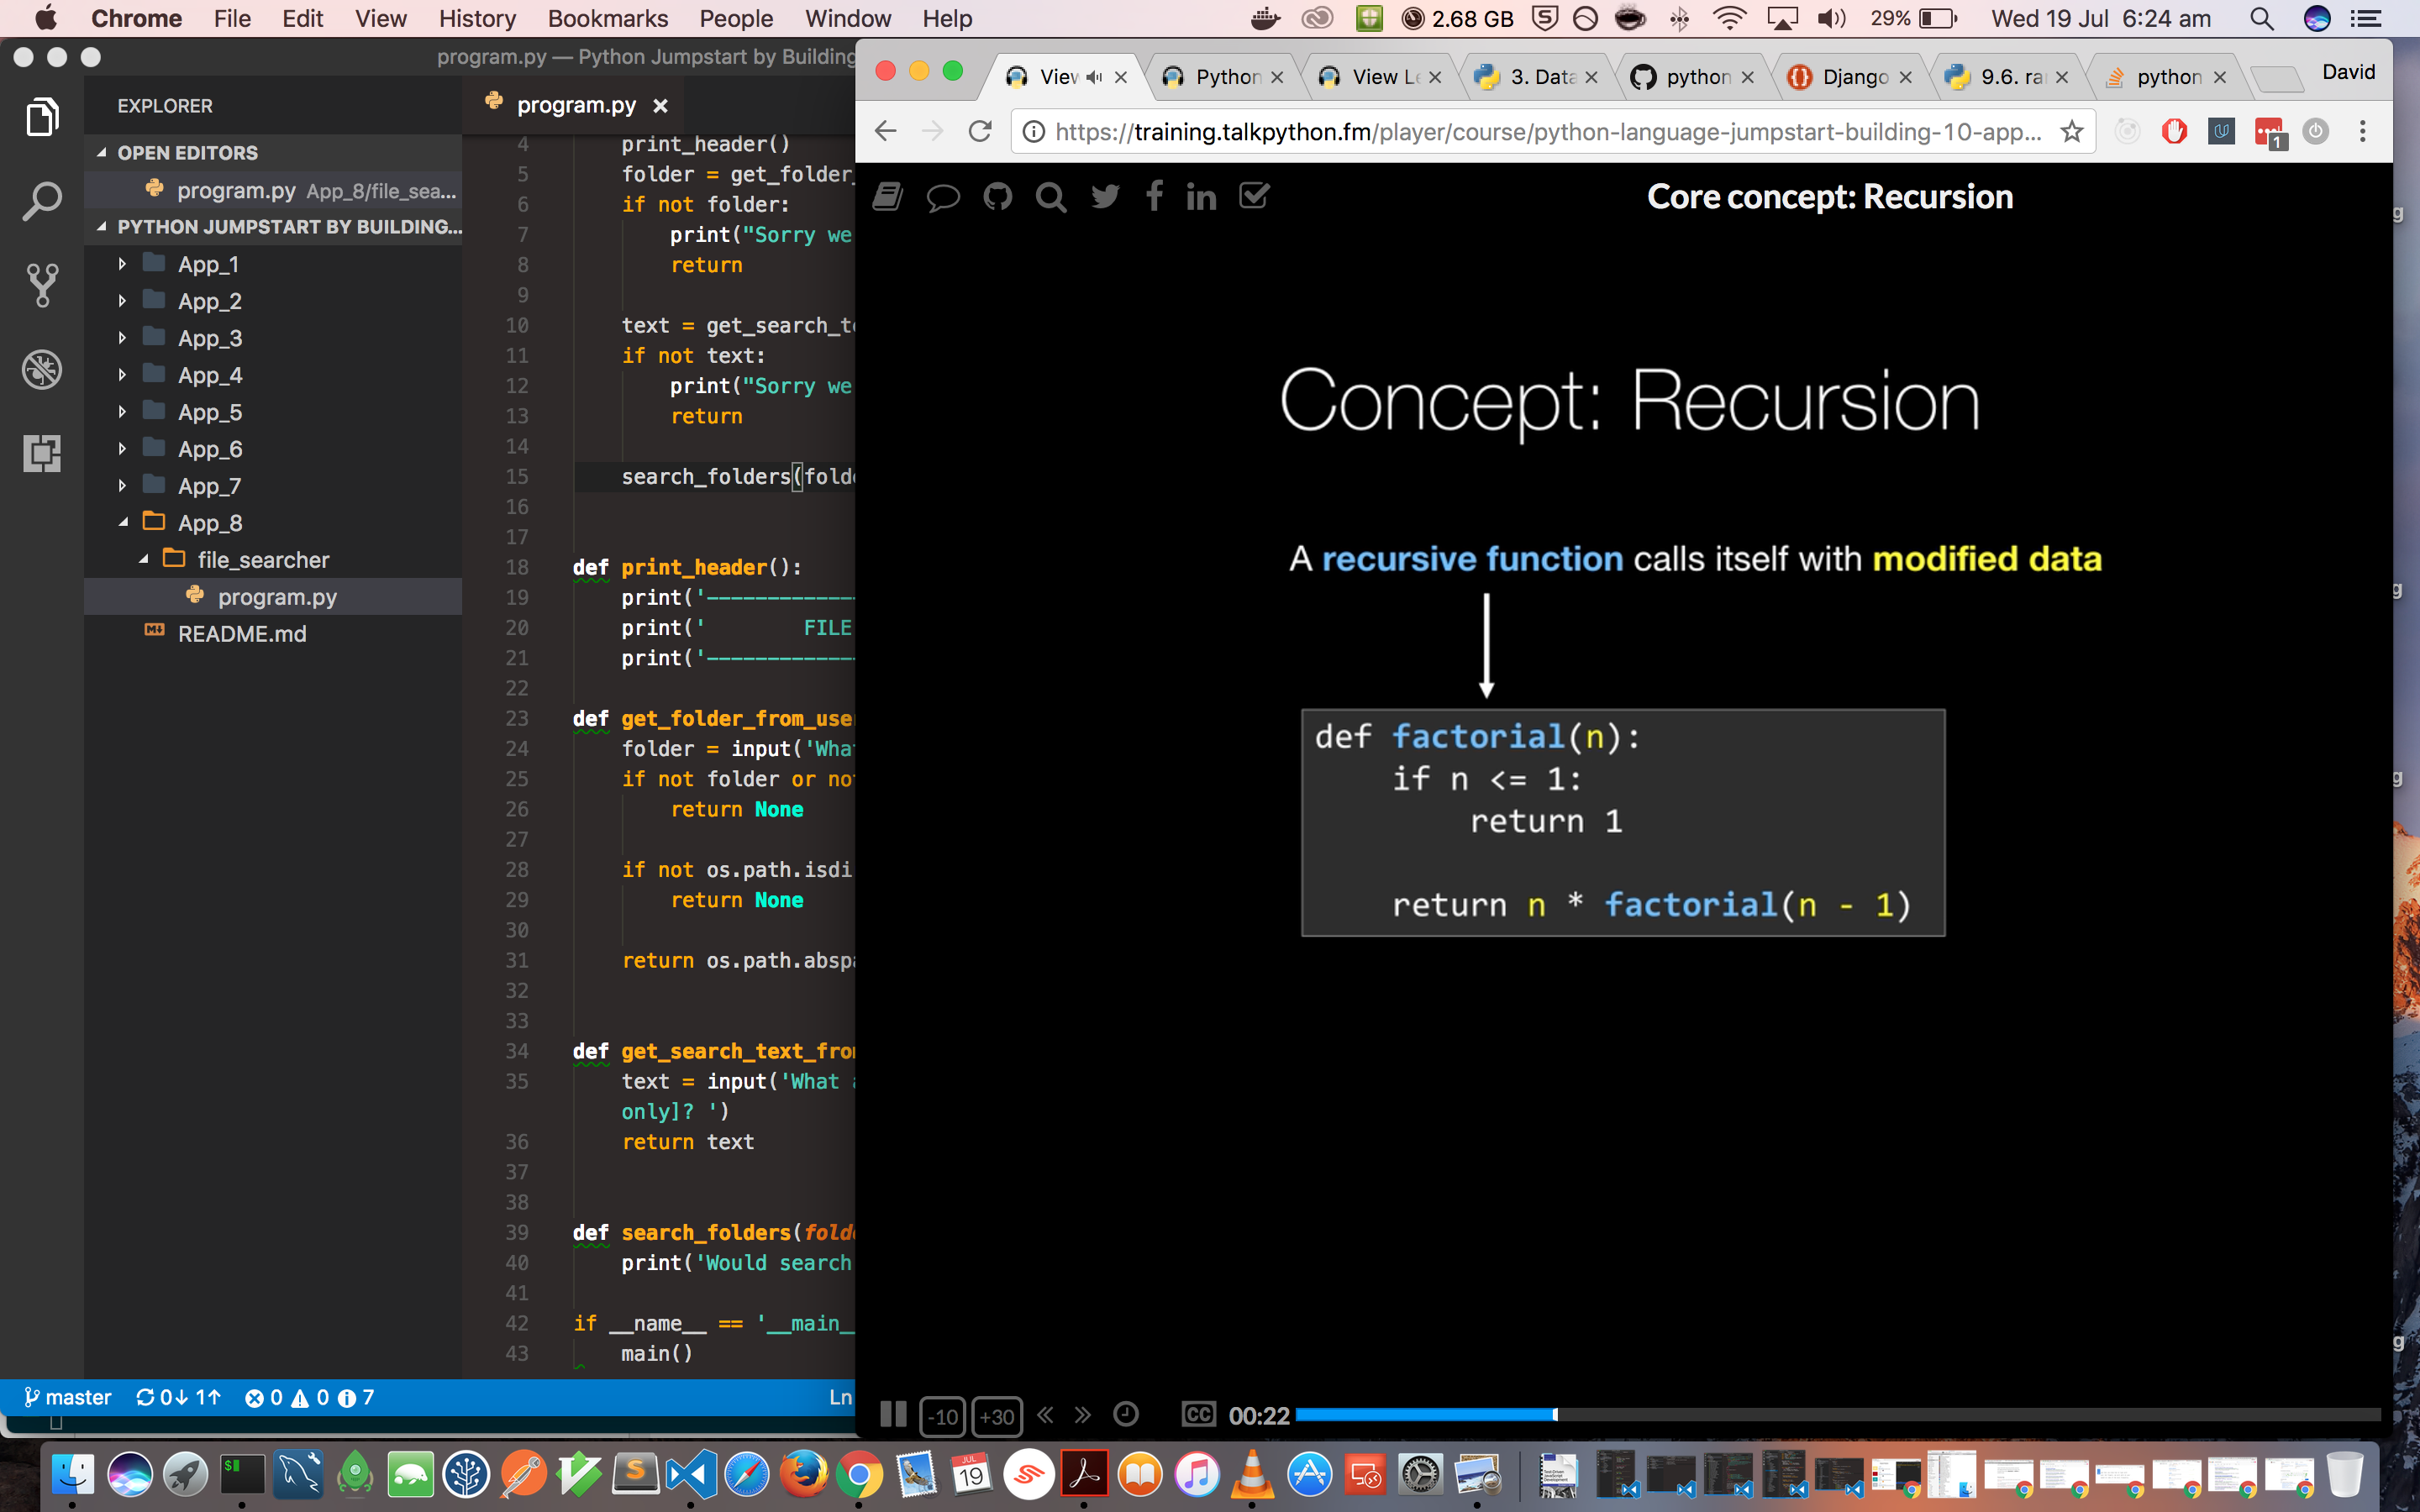 Chrome File Edit View History Bookmarks People Window Help 2.68 GB 29% Wed 19 Jul 6:24 am
program.py — Python Jumpstart by Building
EXPLORER
OPEN EDITORS
program.py App_8/file_sea...
PYTHON JUMPSTART BY BUILDING...
App_1
App_2
App_3
App_4
App_5
App_6
App_7
App_8
file_searcher
program.py
README.md
program.py
4 print_header()
5 folder = get_folder_
6 if not folder:
7 print("Sorry we
8 return
9
10 text = get_search_te
11 if not text:
12 print("Sorry we
13 return
14
15 search_folders(folde
16
17
18 def print_header():
19 print('-------------
20 print(' FILE
21 print('-------------
22
23 def get_folder_from_use
24 folder = input('What
25 if not folder or no
26 return None
27
28 if not os.path.isdi
29 return None
30
31 return os.path.abspa
32
33
34 def get_search_text_from
35 text = input('What a
only]? ')
36 return text
37
38
39 def search_folders(folde
40 print('Would search
41
42 if __name__ == '__main__
43 main()
master 0↓ 1↑ 0 0 7 Ln
View Python View Le 3. Data python Django 9.6. ra python David
https://training.talkpython.fm/player/course/python-language-jumpstart-building-10-app... 1
Core concept: Recursion
Concept: Recursion
A recursive function calls itself with modified data
def factorial(n):
if n <= 1:
return 1
return n * factorial(n - 1)
-10 +30 CC 00:22
JUL
19